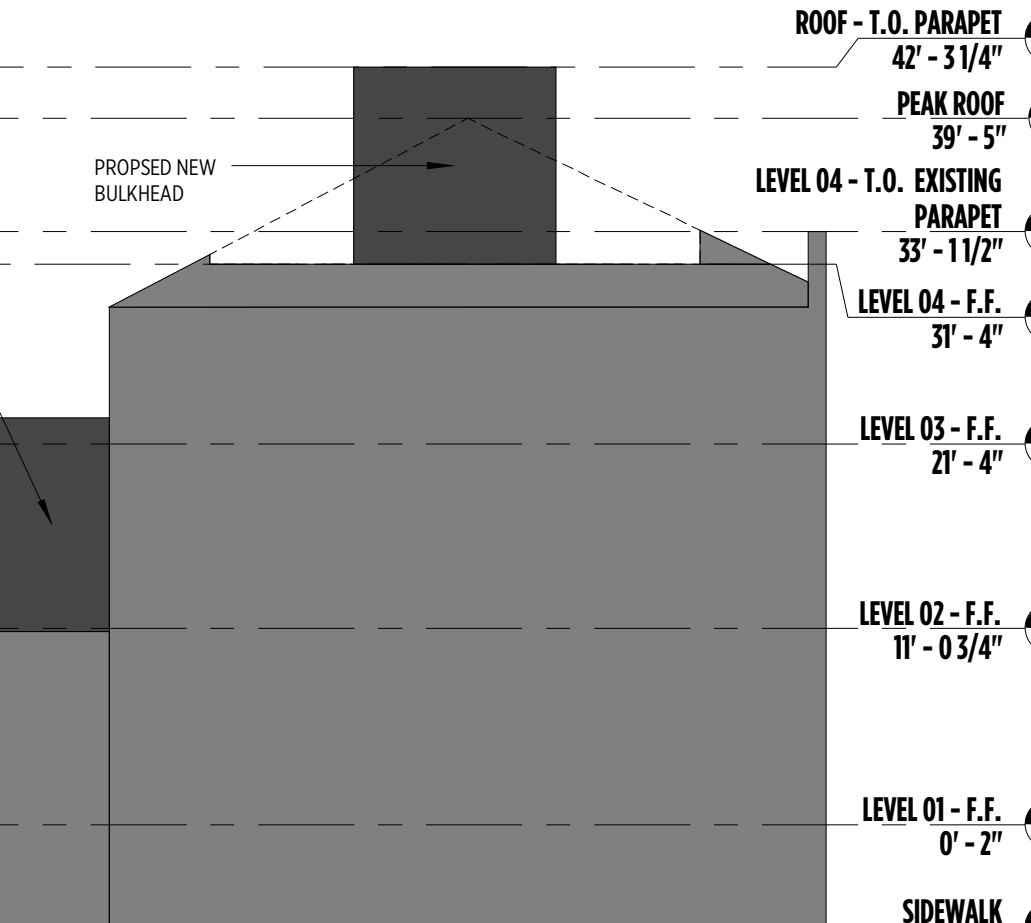 ROOF - T.O. PARAPET
42' - 3 1/4"
PEAK ROOF
39' - 5"
PROPSED NEW
BULKHEAD
LEVEL 04 - T.O. EXISTING
PARAPET
33' - 1 1/2"
LEVEL 04 - F.F.
31' - 4"
LEVEL 03 - F.F.
21' - 4"
LEVEL 02 - F.F.
11' - 0 3/4"
LEVEL 01 - F.F.
0' - 2"
SIDEWALK